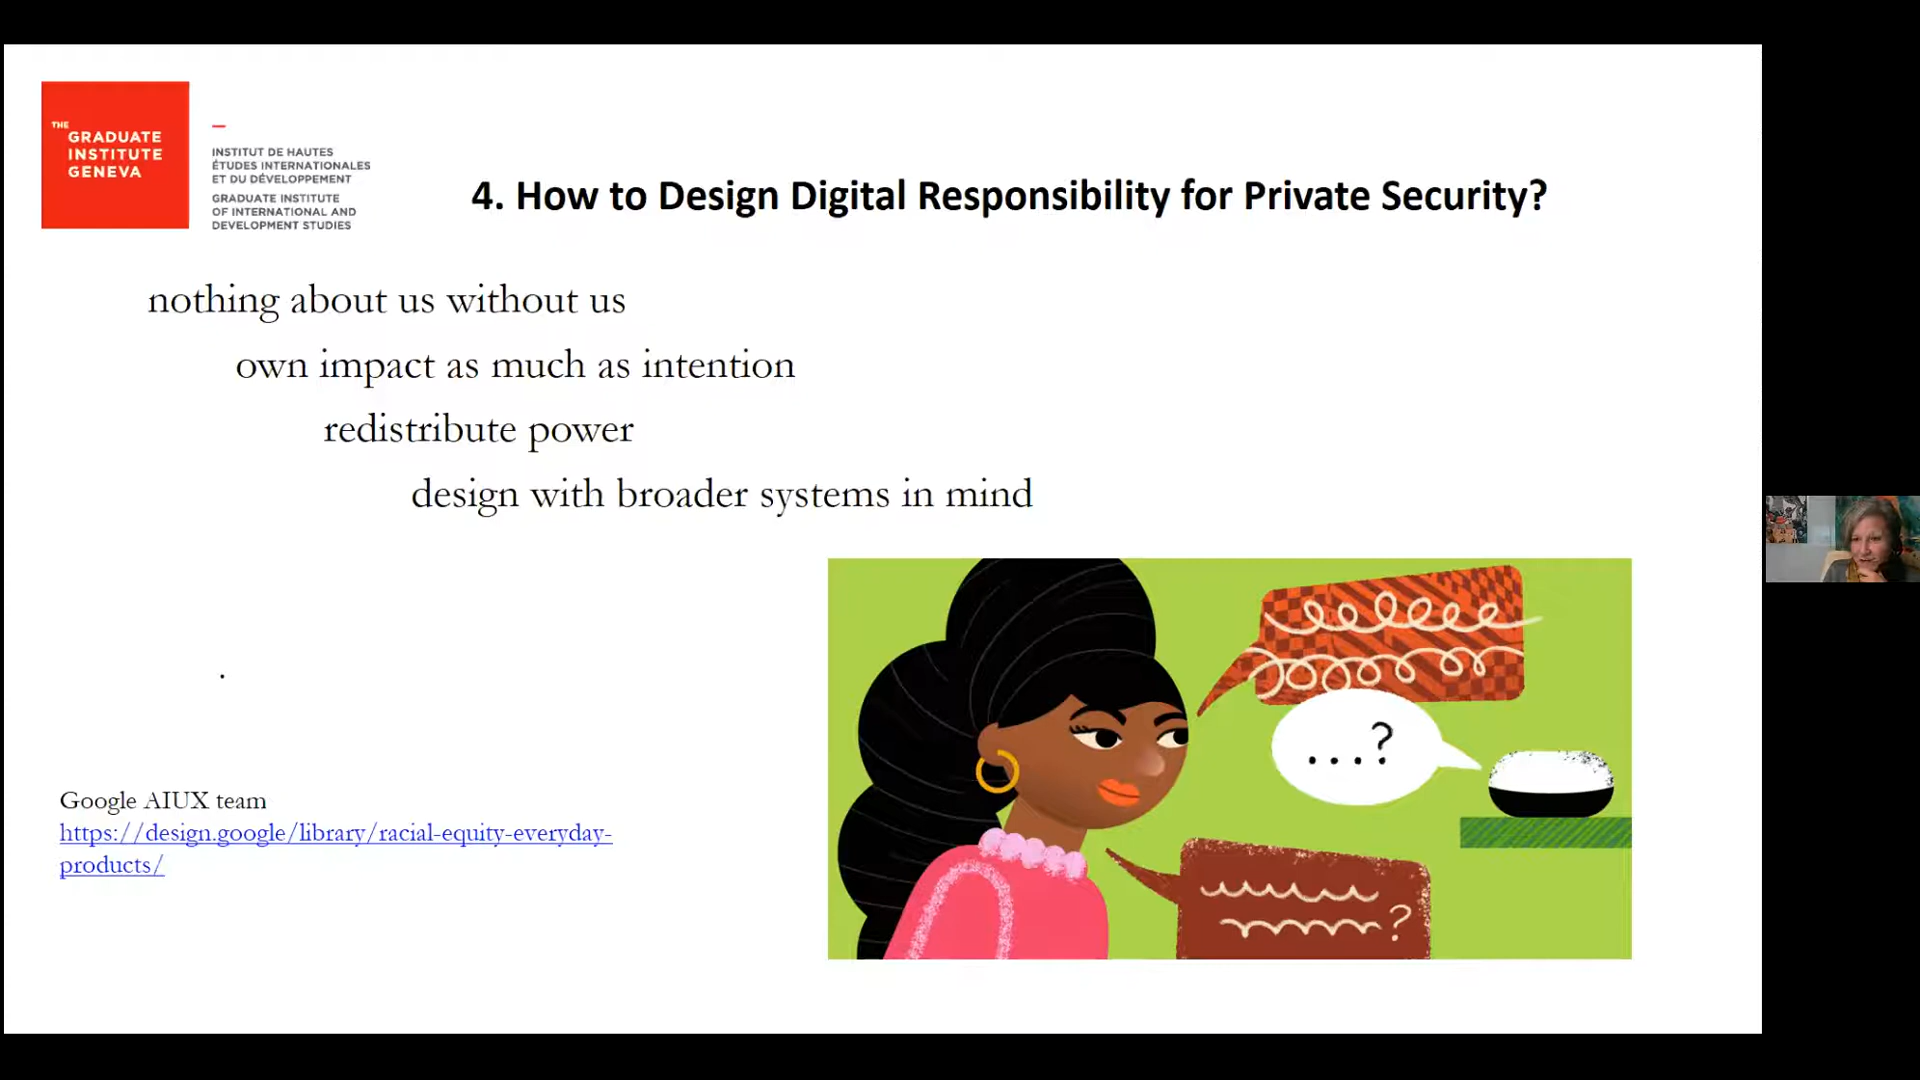 THE
GRADUATE
INSTITUTE
GENEVA
INSTITUT DE HAUTES
ÉTUDES INTERNATIONALES
ET DU DÉVELOPPEMENT
GRADUATE INSTITUTE
OF INTERNATIONAL AND
DEVELOPMENT STUDIES
4. How to Design Digital Responsibility for Private Security?
nothing about us without us
own impact as much as intention
redistribute power
design with broader systems in mind
....?
?
.
Google AIUX team
https://design.google/library/racial-equity-everyday-
products/